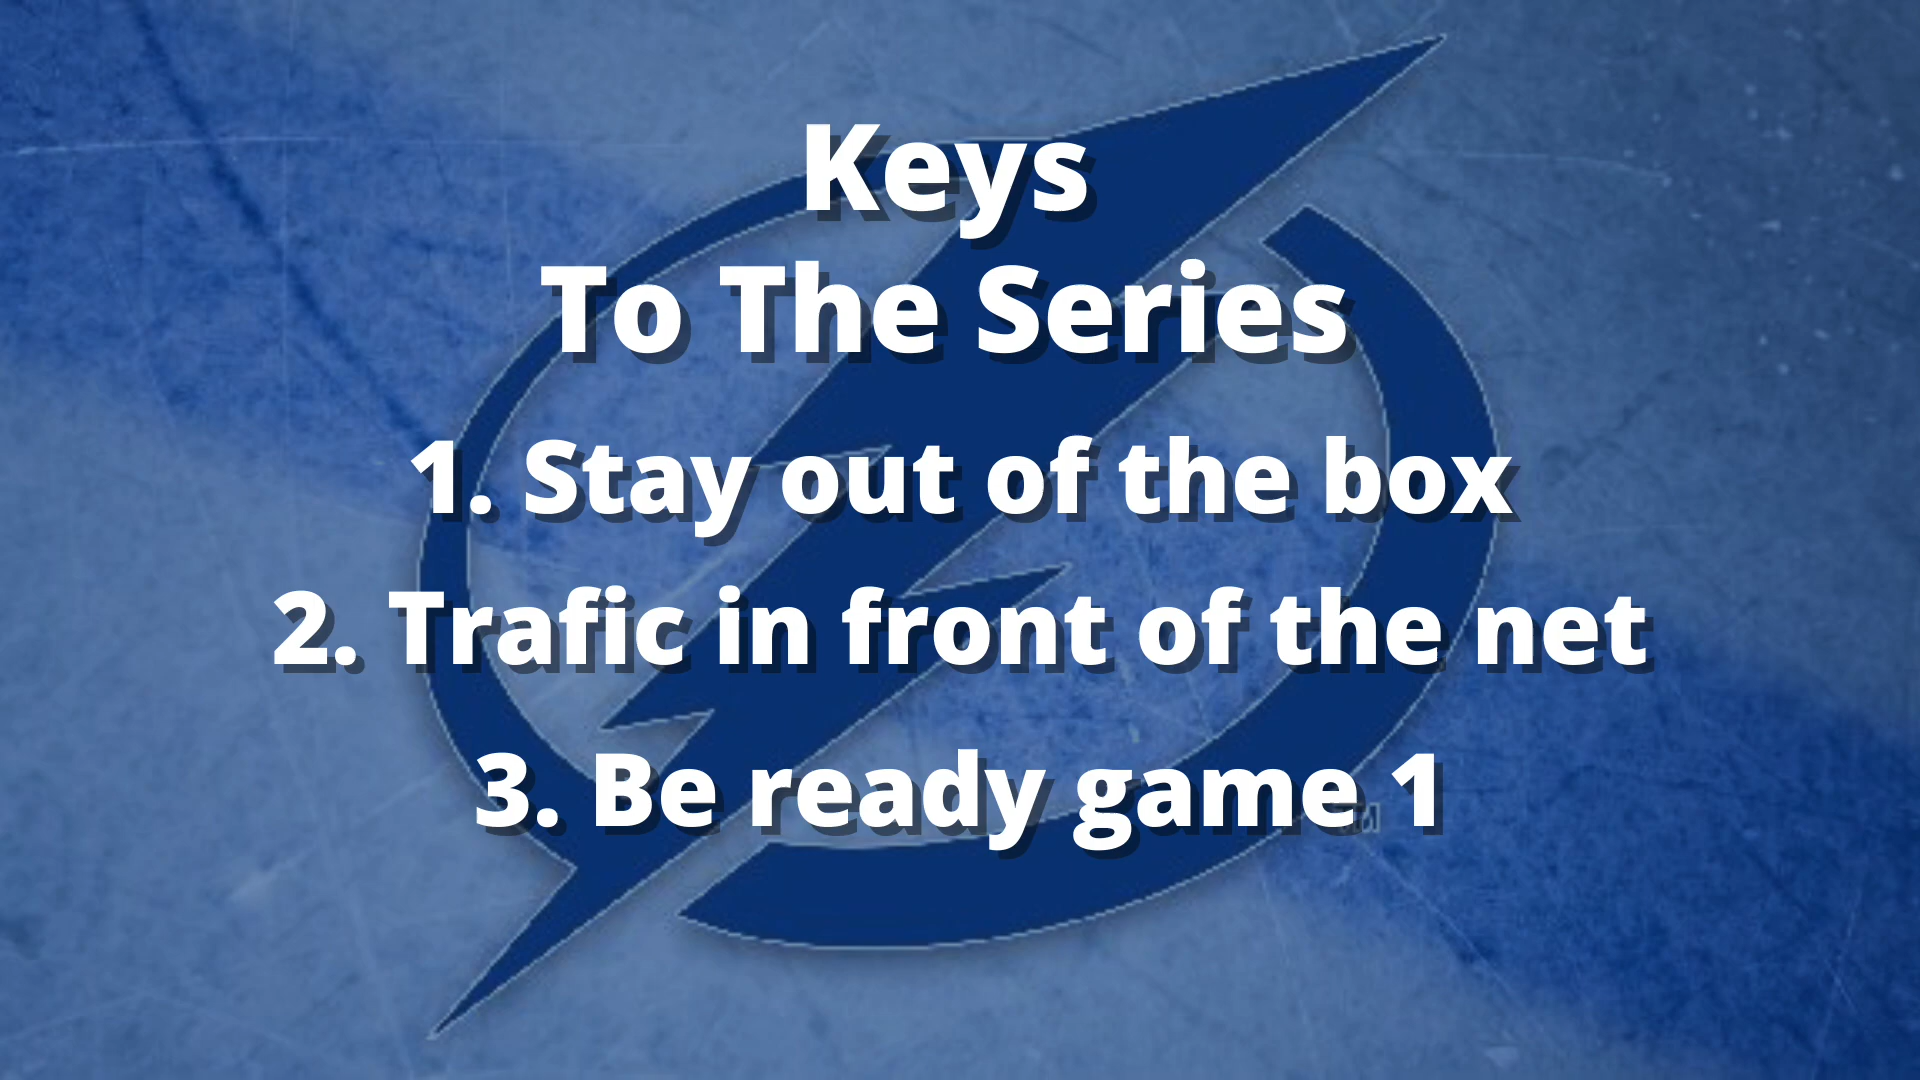 Keys
To The Series
1. Stay out of the box
2. Trafic in front of the net
3. Be ready game 1
TM